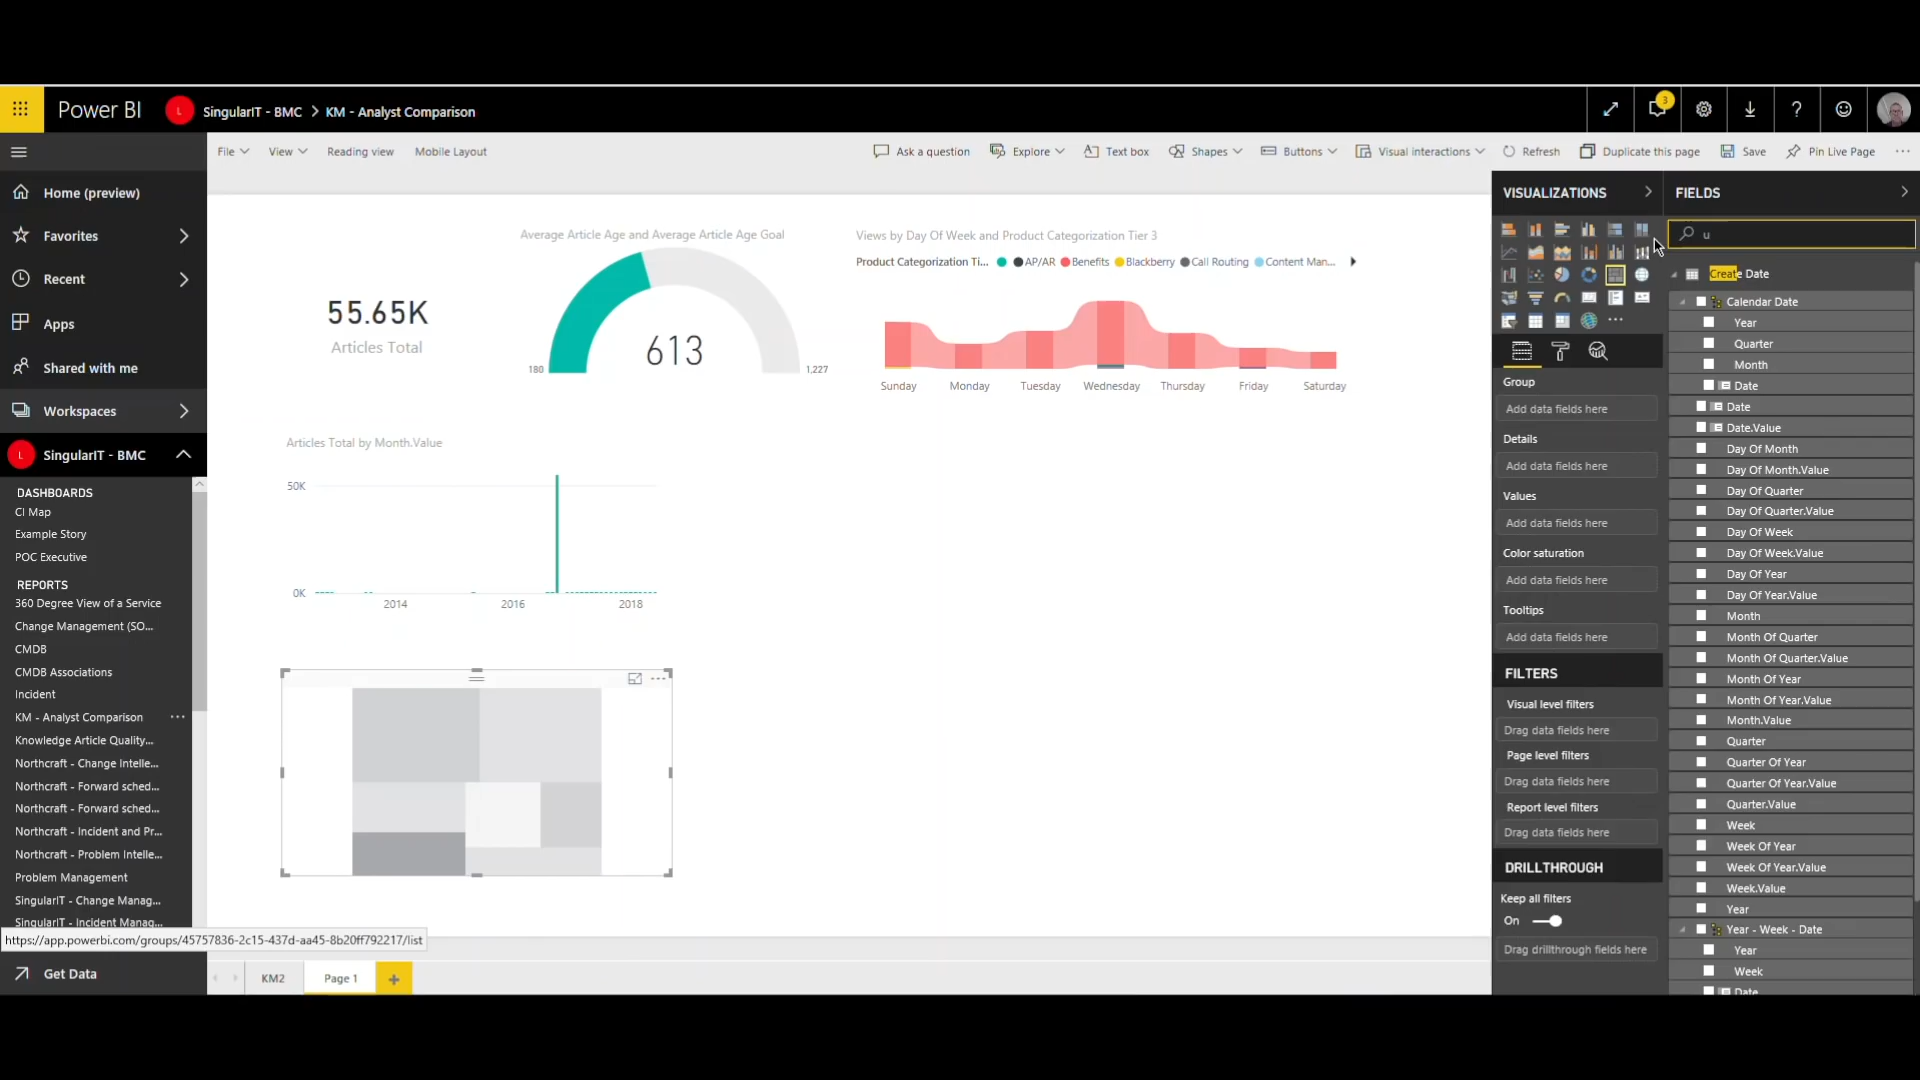 Power BI
L
SingularIT - BMC > KM - Analyst Comparison
3
?
File
View
Reading view
Mobile Layout
Ask a question
Explore
Text box
Shapes
Buttons
Visual interactions
Refresh
Duplicate this page
Save
Pin Live Page
...
Home (preview)
Favorites
Recent
Apps
Shared with me
Workspaces
L
SingularIT - BMC
DASHBOARDS
CI Map
Example Story
POC Executive
REPORTS
360 Degree View of a Service
Change Management (SO...
CMDB
CMDB Associations
Incident
KM - Analyst Comparison
...
Knowledge Article Quality...
Northcraft - Change Intelle...
Northcraft - Forward sched...
Northcraft - Forward sched...
Northcraft - Incident and Pr...
Northcraft - Problem Intelle...
Problem Management
SingularIT - Change Manag...
SingularIT - Incident Manag...
https://app.powerbi.com/groups/45757836-2c15-437d-aa45-8b20ff792217/list
Get Data
55.65K
Articles Total
Average Article Age and Average Article Age Goal
613
180
1,227
Views by Day Of Week and Product Categorization Tier 3
Product Categorization Ti...
AP/AR
Benefits
Blackberry
Call Routing
Content Man...
Sunday
Monday
Tuesday
Wednesday
Thursday
Friday
Saturday
Articles Total by Month.Value
50K
0K
2014
2016
2018
KM2
Page 1
+
VISUALIZATIONS
Group
Add data fields here
Details
Add data fields here
Values
Add data fields here
Color saturation
Add data fields here
Tooltips
Add data fields here
FILTERS
Visual level filters
Drag data fields here
Page level filters
Drag data fields here
Report level filters
Drag data fields here
DRILLTHROUGH
Keep all filters
On
Drag drillthrough fields here
FIELDS
u
Create Date
Calendar Date
Year
Quarter
Month
Date
Date
Date.Value
Day Of Month
Day Of Month.Value
Day Of Quarter
Day Of Quarter.Value
Day Of Week
Day Of Week.Value
Day Of Year
Day Of Year.Value
Month
Month Of Quarter
Month Of Quarter.Value
Month Of Year
Month Of Year.Value
Month.Value
Quarter
Quarter Of Year
Quarter Of Year.Value
Quarter.Value
Week
Week Of Year
Week Of Year.Value
Week.Value
Year
Year - Week - Date
Year
Week
Date